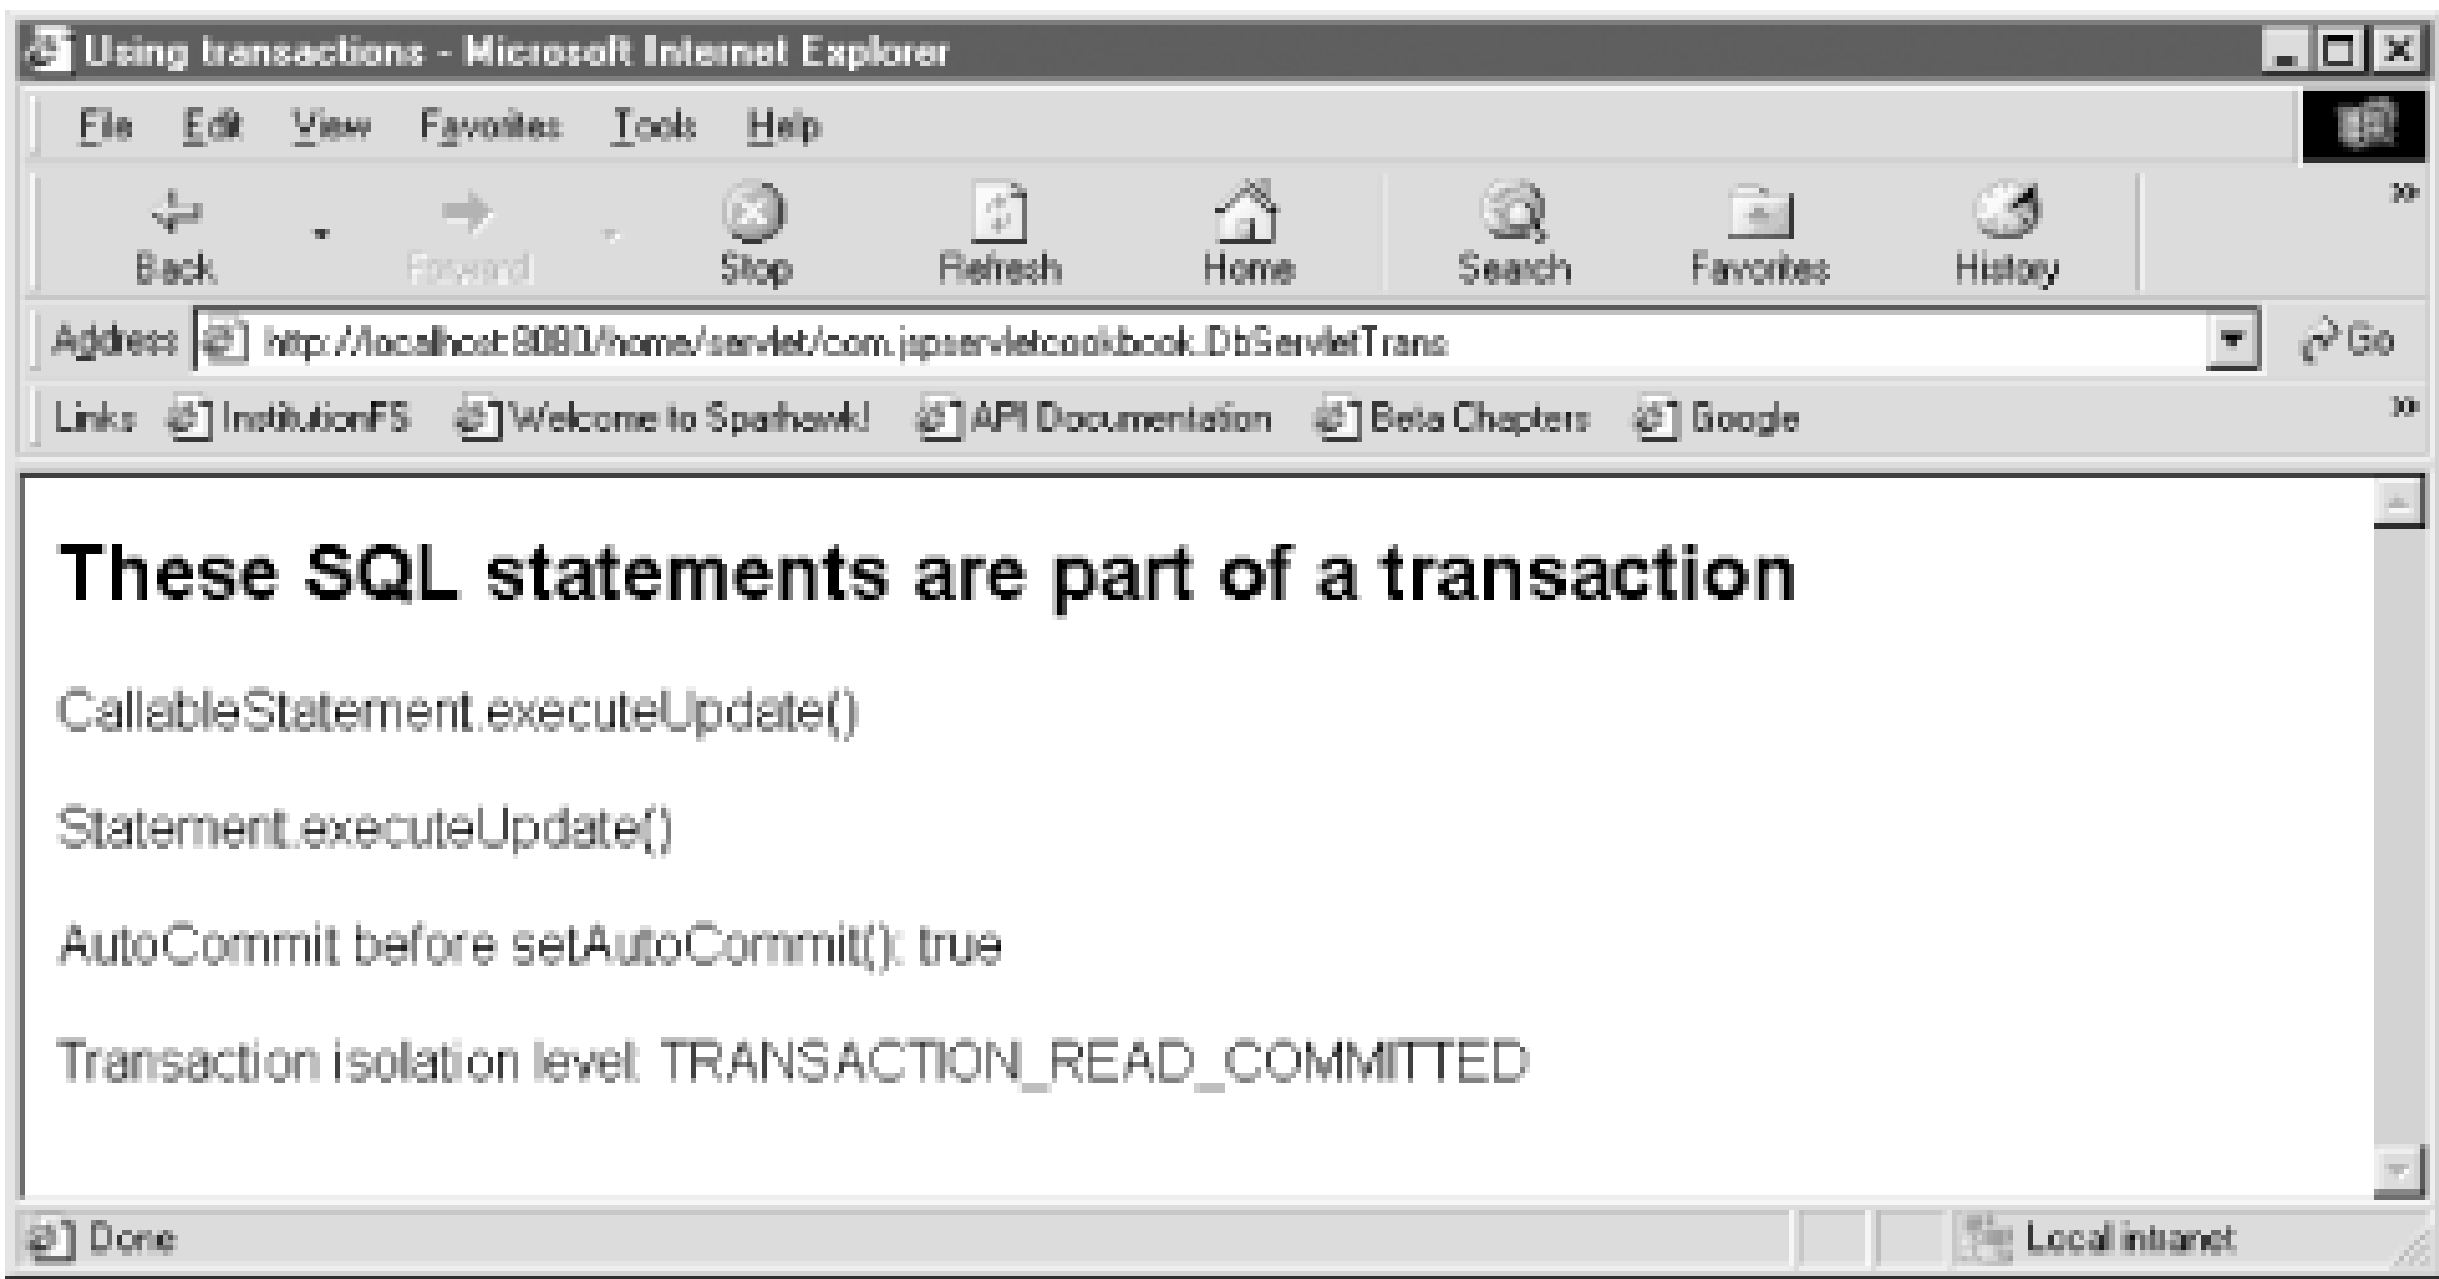 Using transactions - Microsoft Internet Explorer
File Edit View Favorites Tools Help
Back Forward Stop Refresh Home Search Favorites History
Address http://localhost:8080/home/servlet/com.jspservletcookbook.DbServletTrans Go
Links InstitutionFS Welcome to Spathawk! API Documentation Beta Chapters Google
These SQL statements are part of a transaction
CallableStatement.executeUpdate()
Statement.executeUpdate()
AutoCommit before setAutoCommit(): true
Transaction isolation level: TRANSACTION_READ_COMMITTED
Done Local intranet